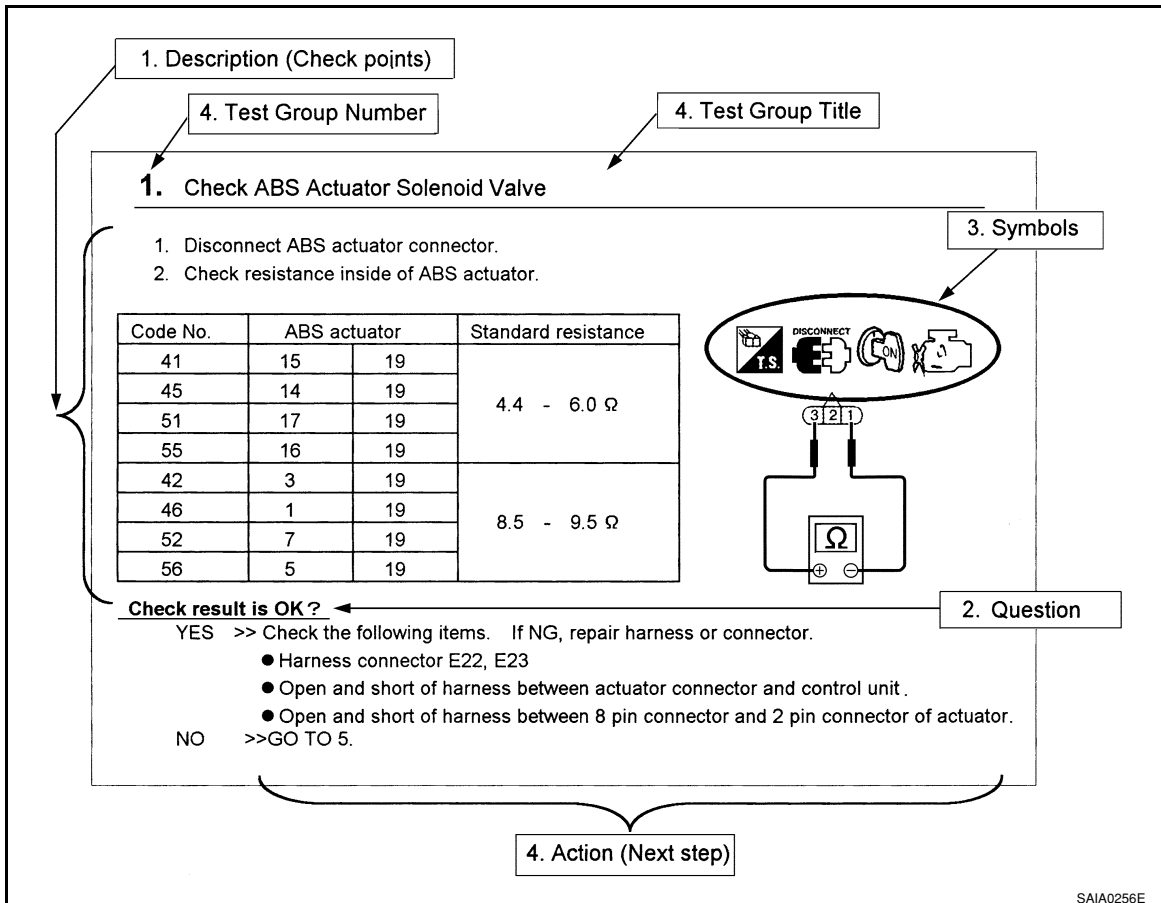 1. Description (Check points)
4. Test Group Number
4. Test Group Title
1. Check ABS Actuator Solenoid Valve
3. Symbols
1. Disconnect ABS actuator connector.
2. Check resistance inside of ABS actuator.
Code No. ABS actuator Standard resistance
41 15 19
45 14 19
4.4 - 6.0 Ω
51 17 19
55 16 19
42 3 19
46 1 19
8.5 - 9.5 Ω
52 7 19
56 5 19
T.S. DISCONNECT ON
3 2 1
Ω
⊕ ⊖
Check result is OK?
2. Question
YES >> Check the following items. If NG, repair harness or connector.
● Harness connector E22, E23
● Open and short of harness between actuator connector and control unit.
● Open and short of harness between 8 pin connector and 2 pin connector of actuator.
NO >>GO TO 5.
4. Action (Next step)
SAIA0256E